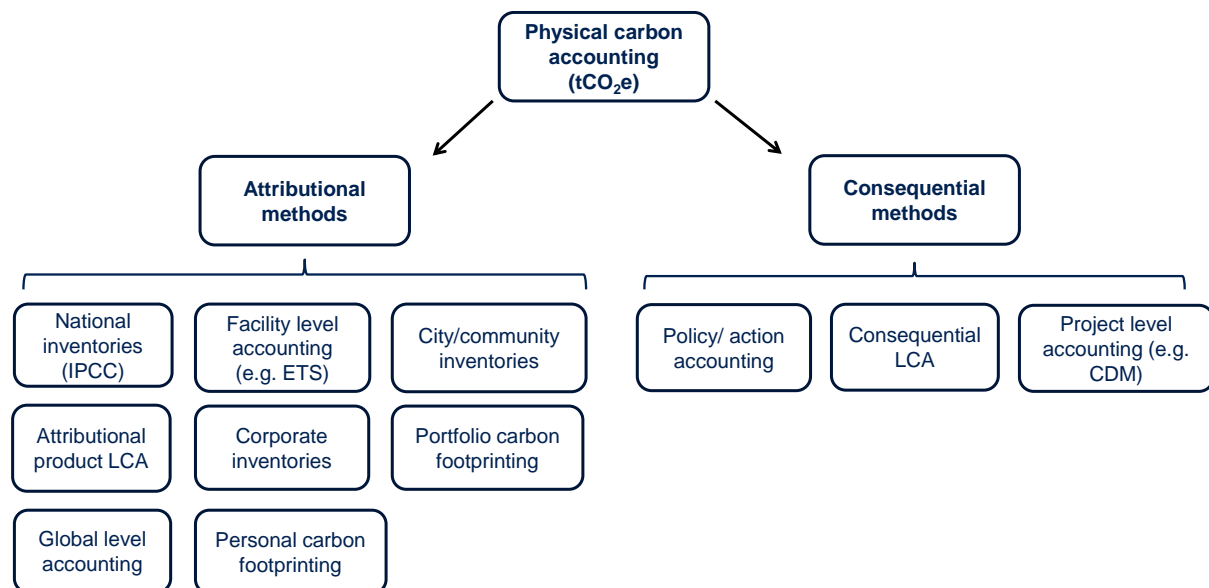 Physical carbon
accounting
(tCO₂e)
Attributional
methods
Consequential
methods
National
inventories
(IPCC)
Facility level
accounting
(e.g. ETS)
City/community
inventories
Policy/ action
accounting
Consequential
LCA
Project level
accounting (e.g.
CDM)
Attributional
product LCA
Corporate
inventories
Portfolio carbon
footprinting
Global level
accounting
Personal carbon
footprinting